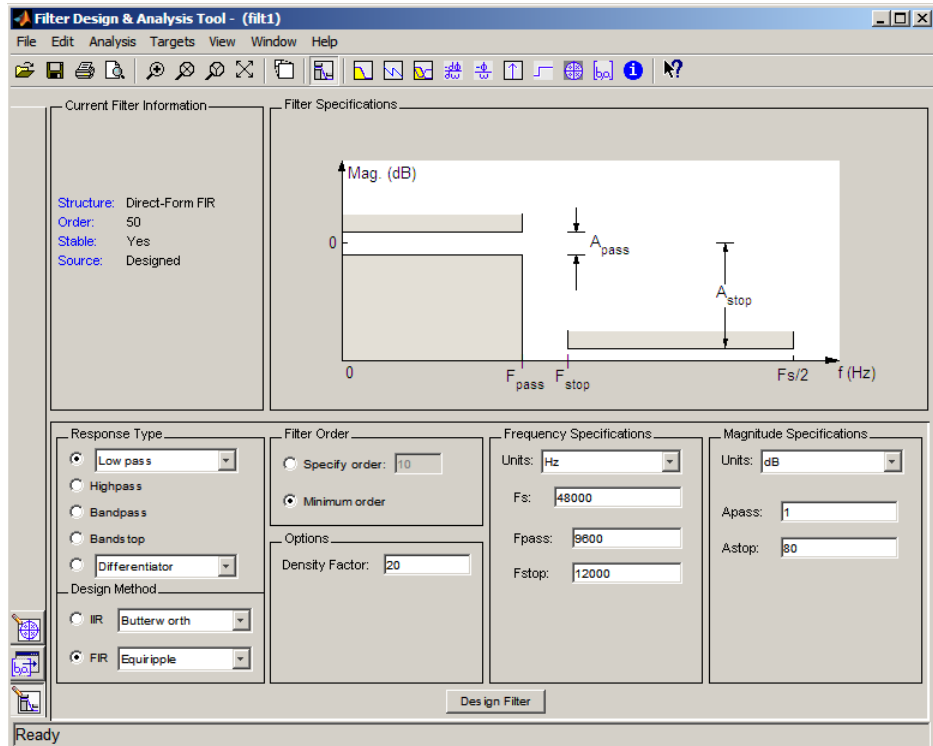 Filter Design & Analysis Tool - (filt1)
File Edit Analysis Targets View Window Help
Current Filter Information
Structure: Direct-Form FIR
Order: 50
Stable: Yes
Source: Designed
Filter Specifications
Mag. (dB)
0
A pass
A stop
0
F pass
F stop
Fs/2
f (Hz)
Response Type
Low pass
Highpass
Bandpass
Bandstop
Differentiator
Design Method
IIR Butterworth
FIR Equiripple
Filter Order
Specify order: 10
Minimum order
Options
Density Factor: 20
Frequency Specifications
Units: Hz
Fs: 48000
Fpass: 9600
Fstop: 12000
Magnitude Specifications
Units: dB
Apass: 1
Astop: 80
Design Filter
Ready